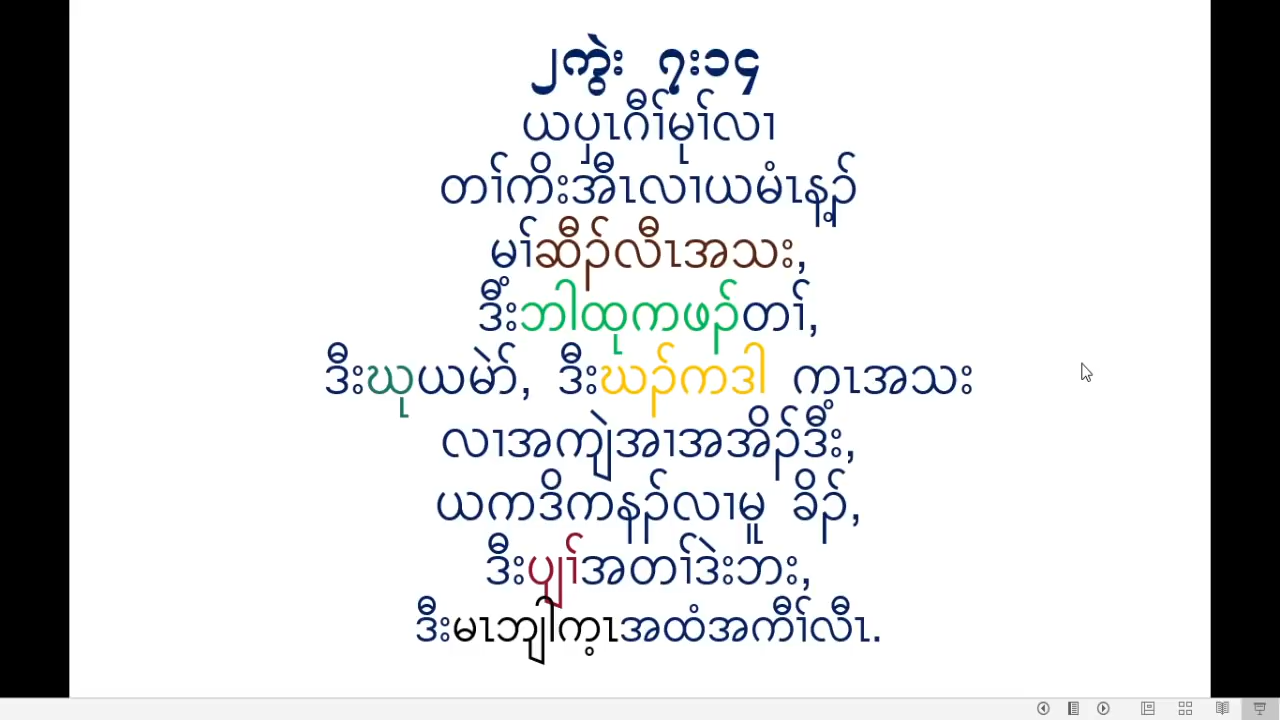 ၂ကွဲး ၇း၁၄
ယပှၤဂီၢ်မုၢ်လၢ
တၢ်ကိးအီၤလၢယမံၤန့ၣ်
မၢ်ဆီၣ်လီၤအသး,
ဒီးဘါထုကဖၣ်တၢ်,
ဒီးဃုယမဲာ်, ဒီးဃၣ်ကဒါ က့ၤအသး
လၢအကျဲအၢအအိၣ်ဒီး,
ယကဒိကနၣ်လၢမူ ခိၣ်,
ဒီးပျၢ်အတၢ်ဒဲးဘး,
ဒီးမၤဘျါက့ၤအထံအကီၢ်လီၤ.